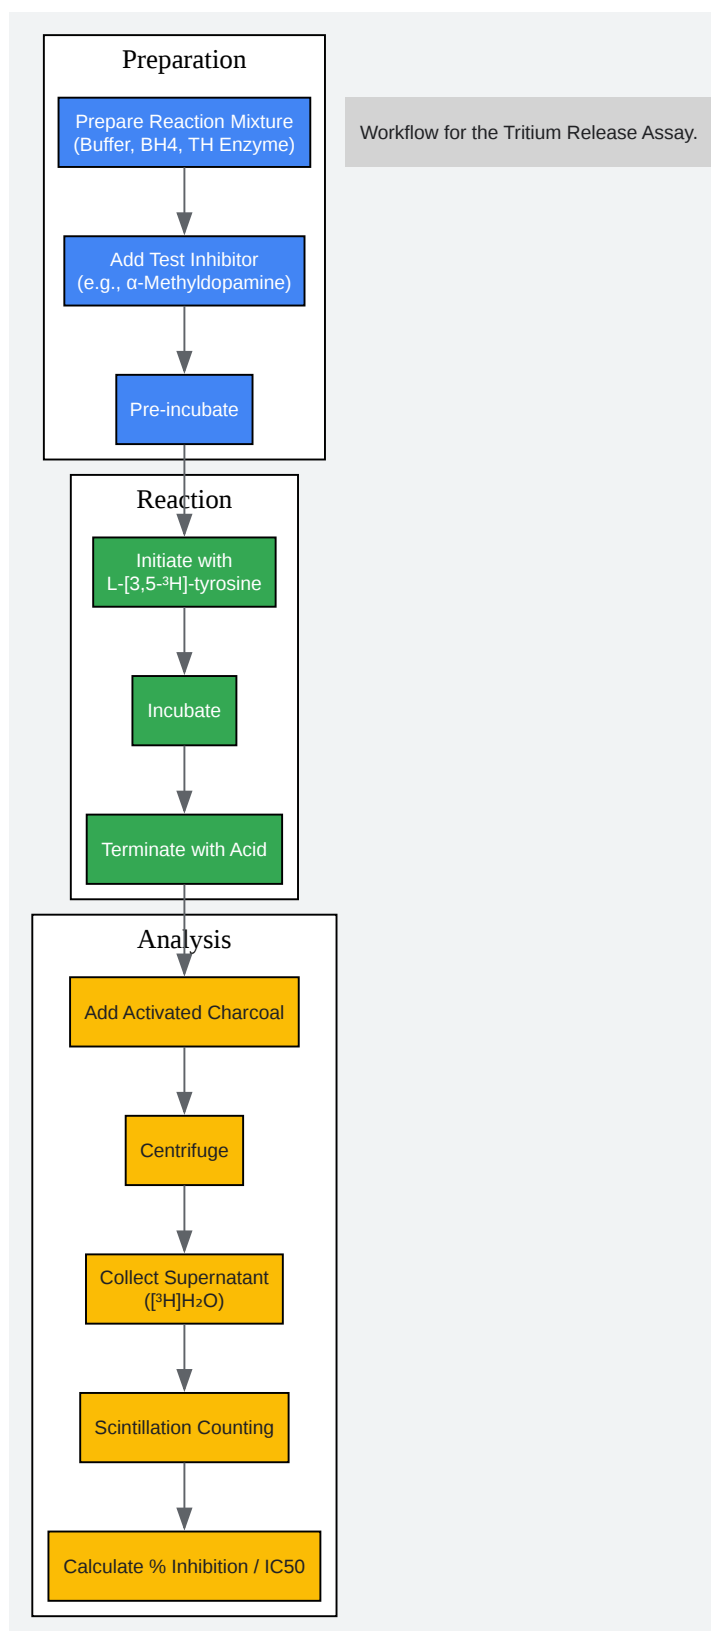 Preparation
Prepare Reaction Mixture
(Buffer, BH4, TH Enzyme)
Workflow for the Tritium Release Assay.
Add Test Inhibitor
(e.g., α-Methyldopamine)
Pre-incubate
Reaction
Initiate with
L-[3,5-³H]-tyrosine
Incubate
Terminate with Acid
Analysis
Add Activated Charcoal
Centrifuge
Collect Supernatant
([³H]H₂O)
Scintillation Counting
Calculate % Inhibition / IC50